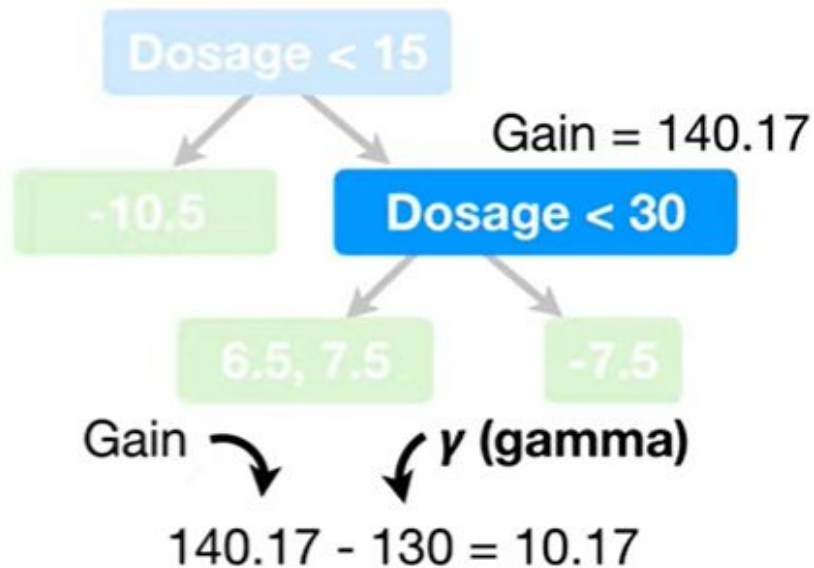 Dosage < 15
Gain = 140.17
-10.5
Dosage < 30
6.5, 7.5
-7.5
Gain
γ (gamma)
140.17 - 130 = 10.17